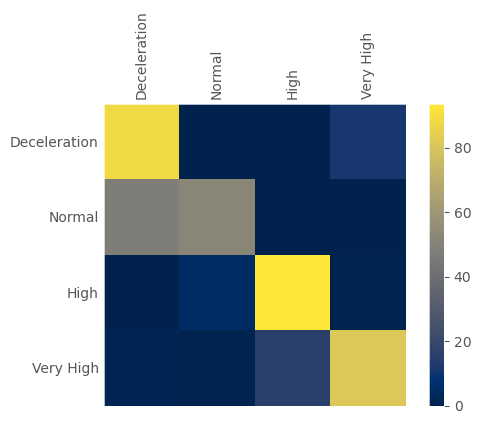 Deceleration
Normal
High
Very High
Deceleration
Normal
High
Very High
80
60
40
20
0